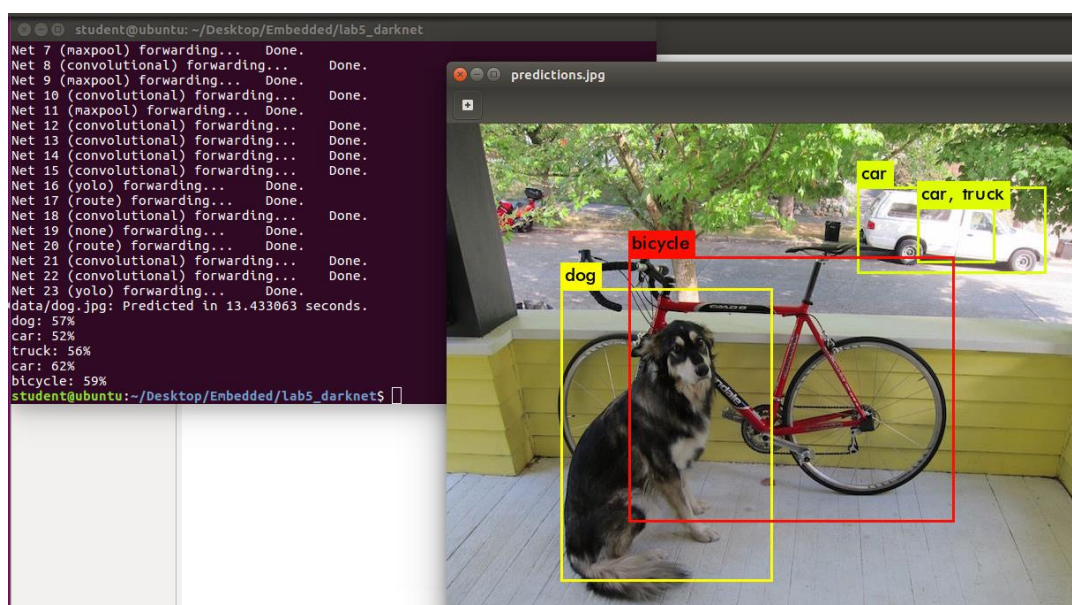 student@ubuntu: ~/Desktop/Embedded/lab5_darknet
Net 7 (maxpool) forwarding... Done.
Net 8 (convolutional) forwarding... Done.
Net 9 (maxpool) forwarding... Done.
Net 10 (convolutional) forwarding... Done.
Net 11 (maxpool) forwarding... Done.
Net 12 (convolutional) forwarding... Done.
Net 13 (convolutional) forwarding... Done.
Net 14 (convolutional) forwarding... Done.
Net 15 (convolutional) forwarding... Done.
Net 16 (yolo) forwarding... Done.
Net 17 (route) forwarding... Done.
Net 18 (convolutional) forwarding... Done.
Net 19 (none) forwarding... Done.
Net 20 (route) forwarding... Done.
Net 21 (convolutional) forwarding... Done.
Net 22 (convolutional) forwarding... Done.
Net 23 (yolo) forwarding... Done.
data/dog.jpg: Predicted in 13.433063 seconds.
dog: 57%
car: 52%
truck: 56%
car: 62%
bicycle: 59%
student@ubuntu:~/Desktop/Embedded/lab5_darknet$
predictions.jpg
car
car, truck
bicycle
dog